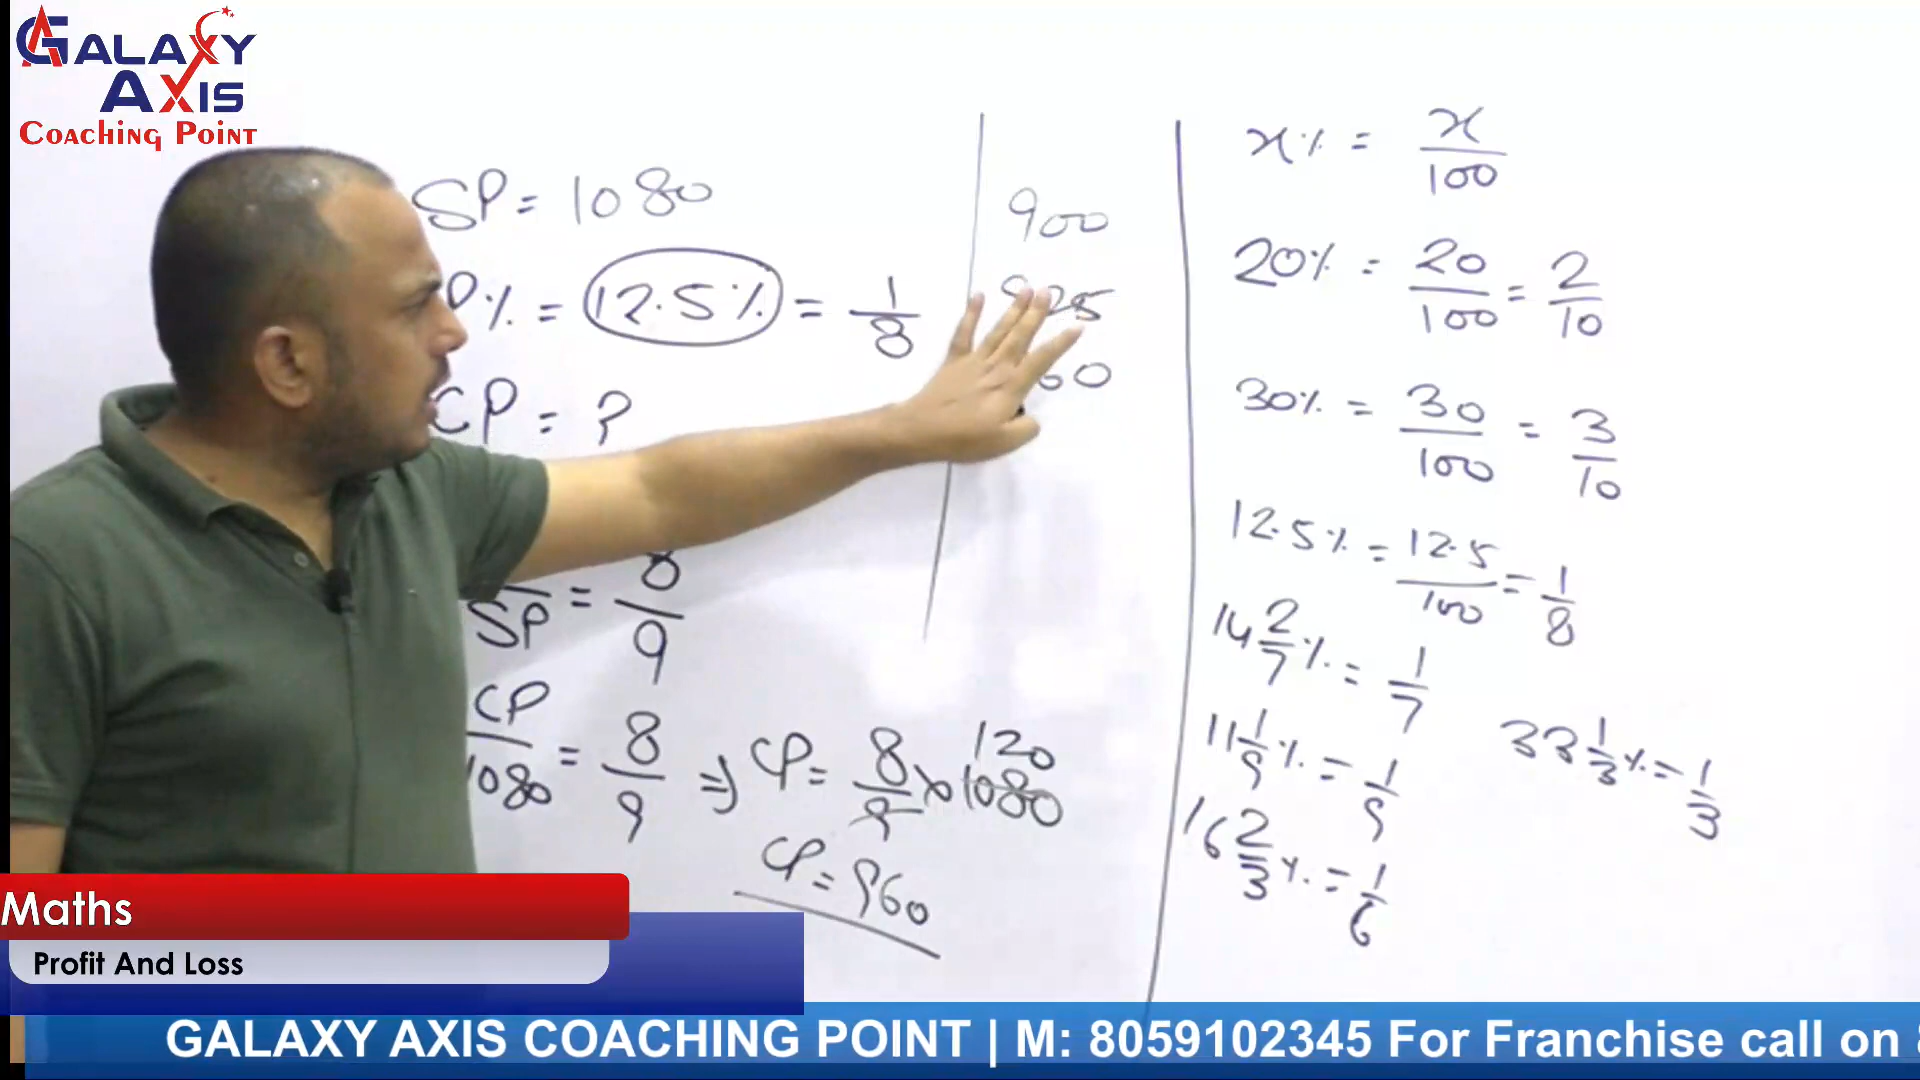 GALAXY
AXIS
COACHING POINT
SP = 1080
P% = 12.5% = 1/8
CP = ?
SP = 8/9
CP/1080 = 8/9 => CP = 8/9 x 1080
120
CP = 960
900
x% = x/100
20% = 20/100 = 2/10
30% = 30/100 = 3/10
12.5% = 12.5/100 = 1/8
14 2/7 % = 1/7
11 1/9 % = 1/9
33 1/3 % = 1/3
16 2/3 % = 1/6
Maths
Profit And Loss
GALAXY AXIS COACHING POINT | M: 8059102345 For Franchise call on